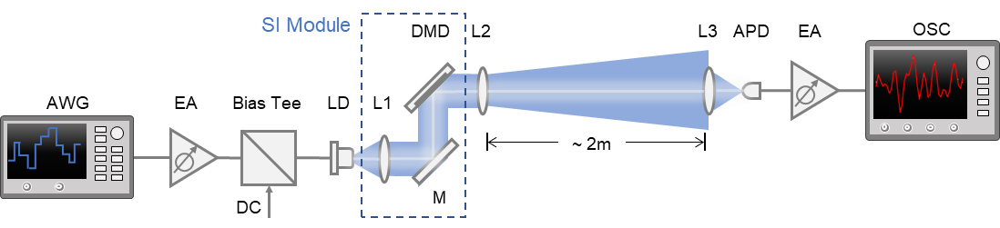 SI Module
DMD
L2
L3
APD
EA
OSC
AWG
EA
Bias Tee
LD
L1
~ 2m
M
DC